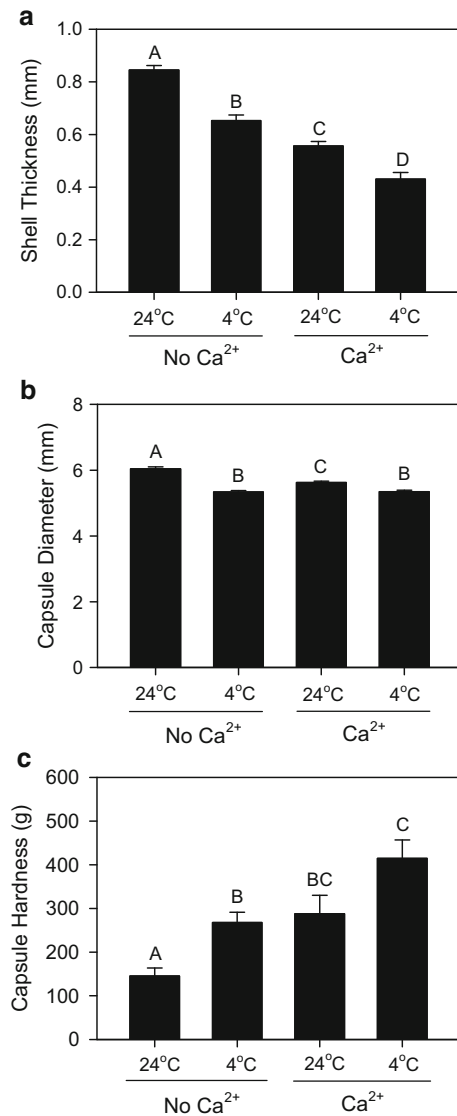 a
Shell Thickness (mm)
1.0
0.8
0.6
0.4
0.2
0.0
A
B
C
D
24°C 4°C 24°C 4°C
No Ca²⁺ Ca²⁺
b
Capsule Diameter (mm)
8
6
4
2
0
A
B
C
B
24°C 4°C 24°C 4°C
No Ca²⁺ Ca²⁺
c
Capsule Hardness (g)
600
500
400
300
200
100
0
A
B
BC
C
24°C 4°C 24°C 4°C
No Ca²⁺ Ca²⁺